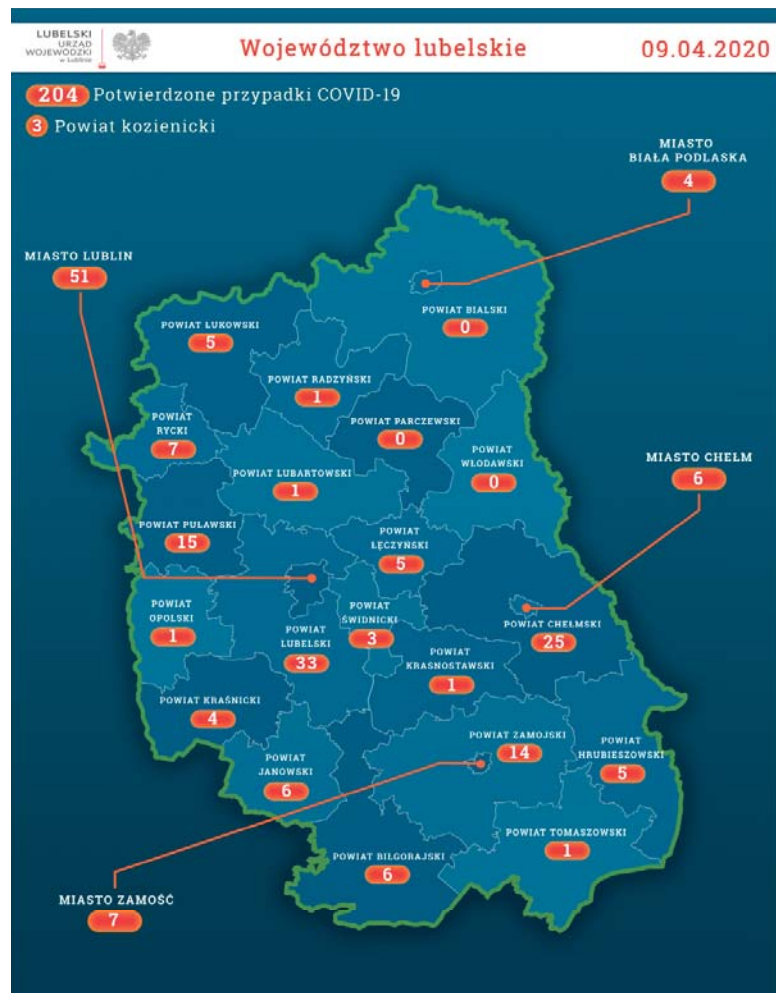 LUBELSKI
URZĄD
WOJEWÓDZKI
w Lublinie
Województwo lubelskie
09.04.2020
204 Potwierdzone przypadki COVID-19
3 Powiat kozienicki
MIASTO
BIAŁA PODLASKA
4
MIASTO LUBLIN
51
POWIAT BIALSKI
0
POWIAT ŁUKOWSKI
5
POWIAT RADZYŃSKI
1
POWIAT PARCZEWSKI
0
POWIAT
RYCKI
7
POWIAT
WŁODAWSKI
0
MIASTO CHEŁM
6
POWIAT LUBARTOWSKI
1
POWIAT PUŁAWSKI
15
POWIAT
ŁĘCZYŃSKI
5
POWIAT
OPOLSKI
1
POWIAT
ŚWIDNICKI
3
POWIAT CHEŁMSKI
25
POWIAT
LUBELSKI
33
POWIAT
KRASNOSTAWSKI
1
POWIAT KRAŚNICKI
4
POWIAT ZAMOJSKI
14
POWIAT
HRUBIESZOWSKI
5
POWIAT
JANOWSKI
6
POWIAT TOMASZOWSKI
1
POWIAT BIŁGORAJSKI
6
MIASTO ZAMOŚĆ
7